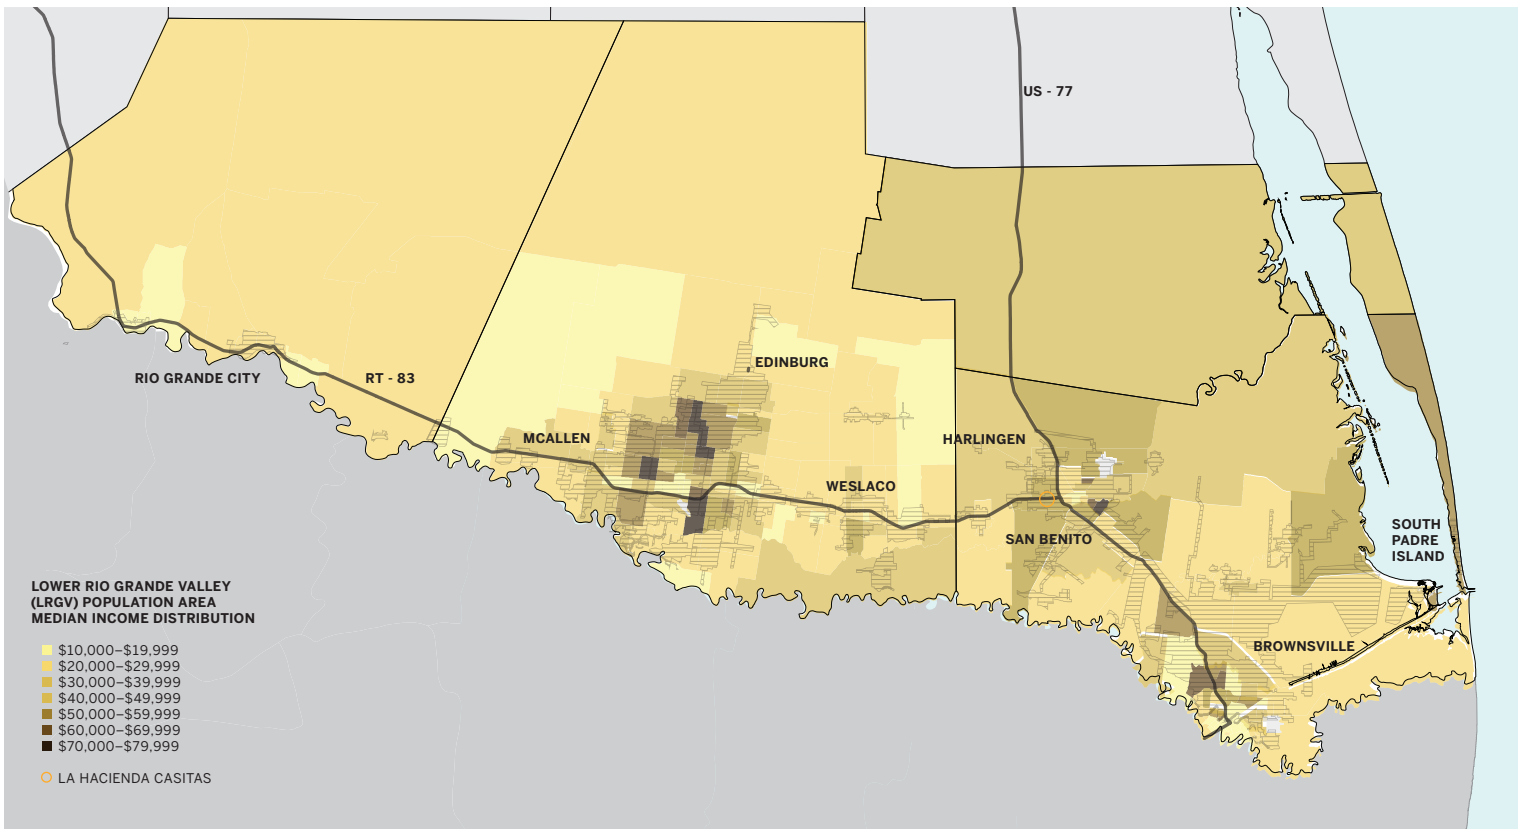 US - 77
EDINBURG
RIO GRANDE CITY
RT - 83
MCALLEN
HARLINGEN
WESLACO
SAN BENITO
SOUTH
PADRE
ISLAND
BROWNSVILLE
LOWER RIO GRANDE VALLEY
(LRGV) POPULATION AREA
MEDIAN INCOME DISTRIBUTION
$10,000–$19,999
$20,000–$29,999
$30,000–$39,999
$40,000–$49,999
$50,000–$59,999
$60,000–$69,999
$70,000–$79,999
LA HACIENDA CASITAS